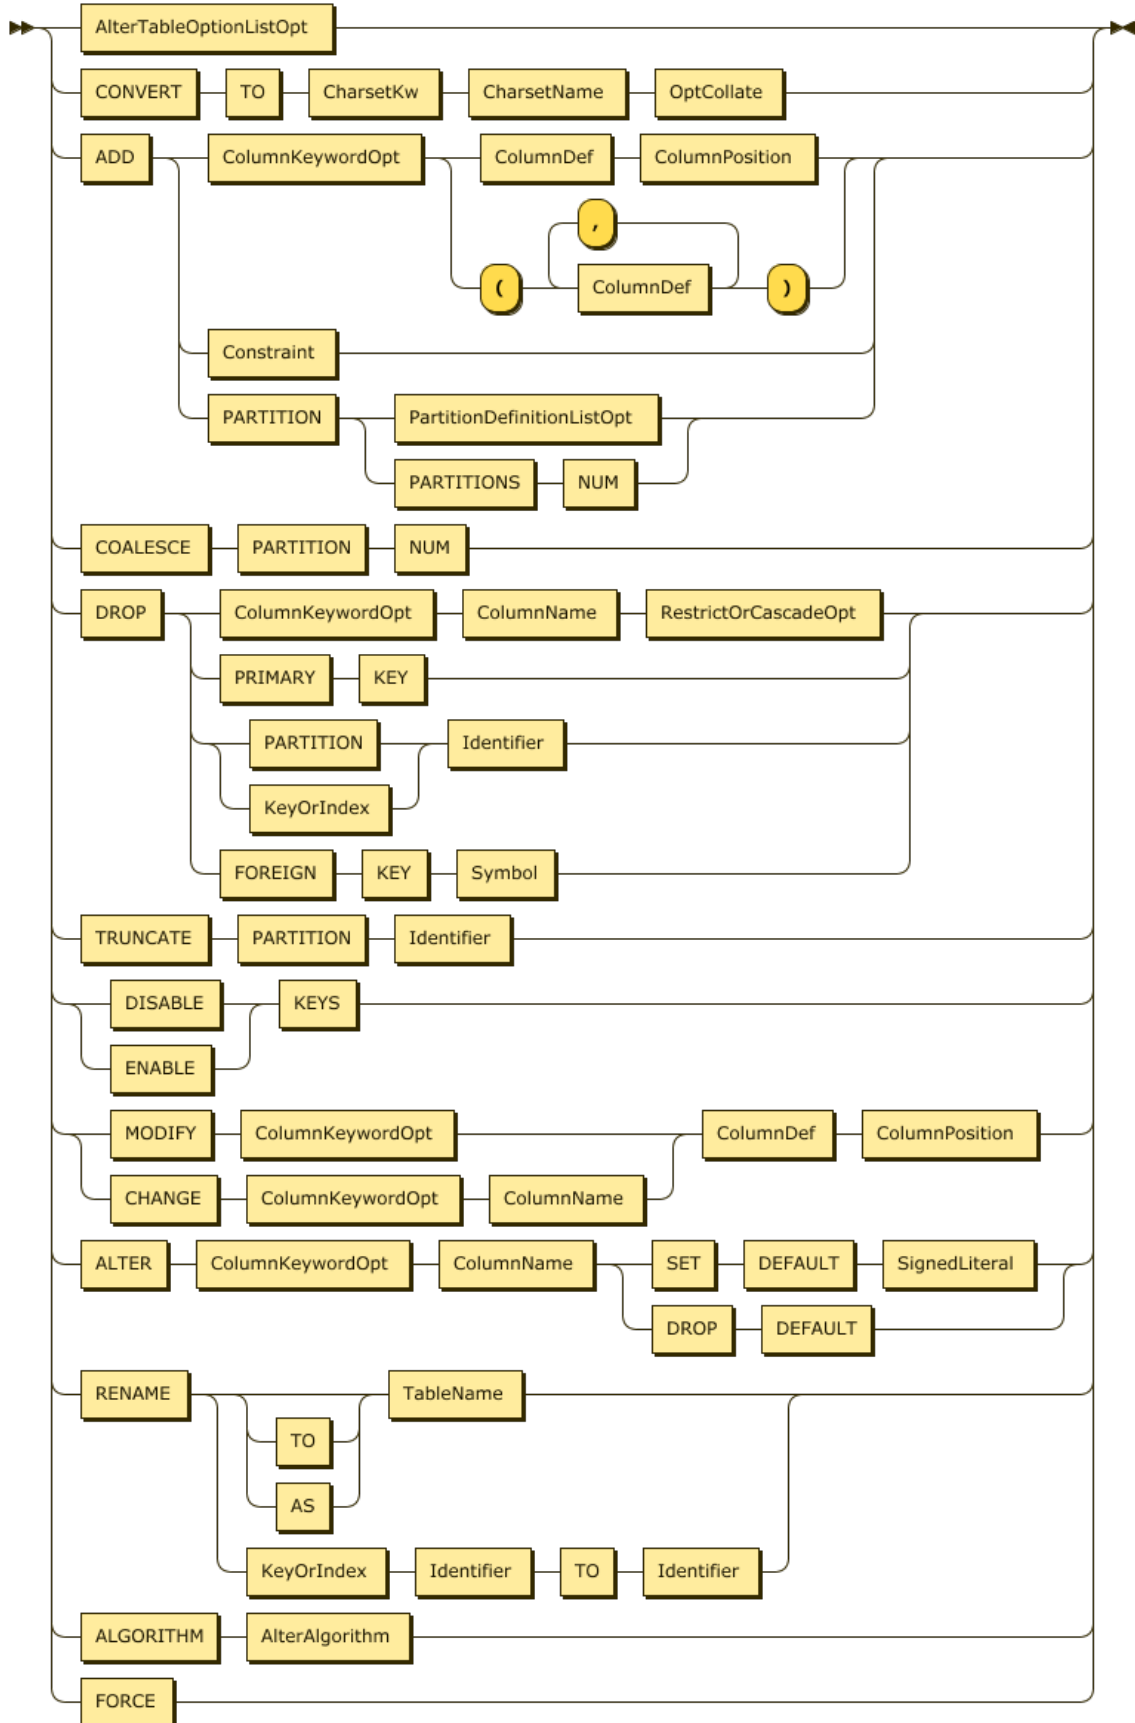 AlterTableOptionListOpt
CONVERT TO CharsetKw CharsetName OptCollate
ADD ColumnKeywordOpt ColumnDef ColumnPosition
,
( ColumnDef )
Constraint
PARTITION PartitionDefinitionListOpt
PARTITIONS NUM
COALESCE PARTITION NUM
DROP ColumnKeywordOpt ColumnName RestrictOrCascadeOpt
PRIMARY KEY
PARTITION Identifier
KeyOrIndex
FOREIGN KEY Symbol
TRUNCATE PARTITION Identifier
DISABLE KEYS
ENABLE
MODIFY ColumnKeywordOpt ColumnDef ColumnPosition
CHANGE ColumnKeywordOpt ColumnName
ALTER ColumnKeywordOpt ColumnName SET DEFAULT SignedLiteral
DROP DEFAULT
RENAME TableName
TO
AS
KeyOrIndex Identifier TO Identifier
ALGORITHM AlterAlgorithm
FORCE